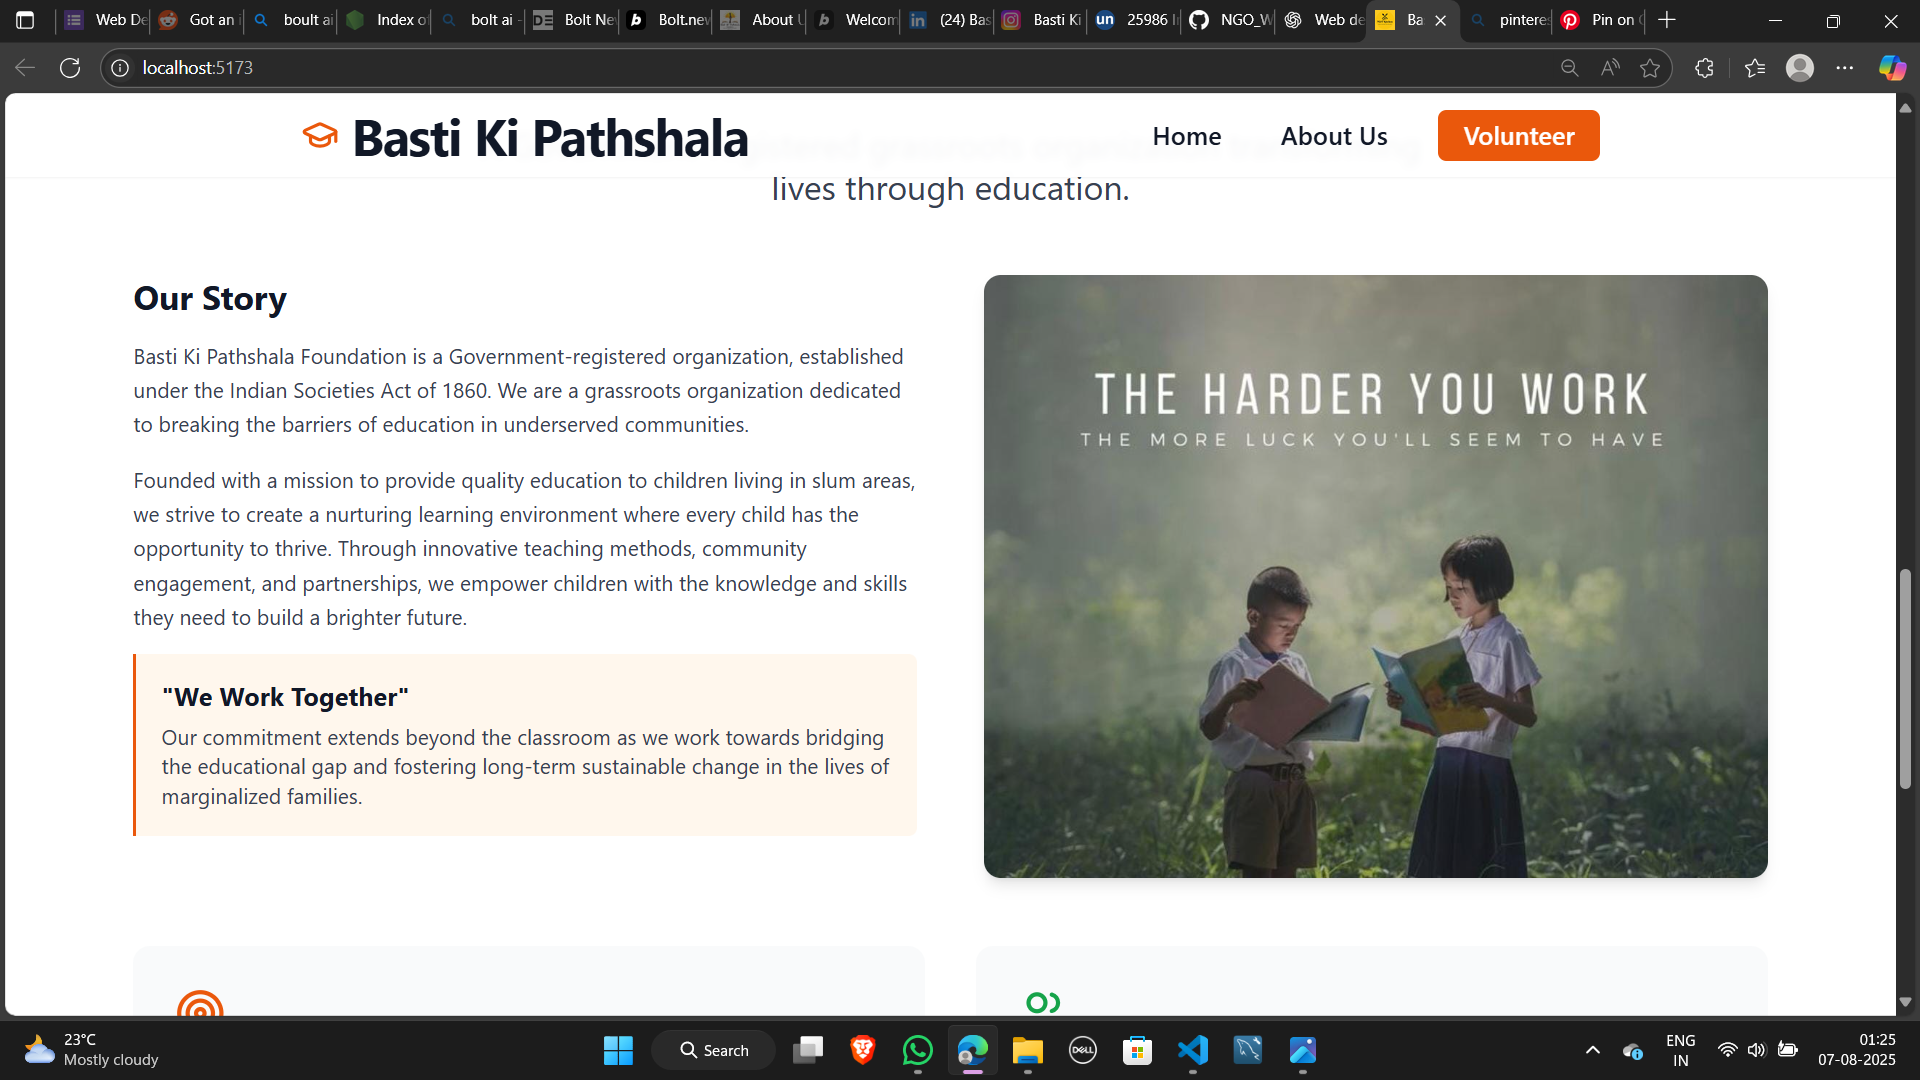 Web De
Got an i
boult ai
Index of
bolt ai -
Bolt Ne
Bolt.new
About U
Welcom
(24) Bas
Basti Ki
25986 I
NGO_W
Web de
Ba
pinteres
Pin on
localhost:5173
Basti Ki Pathshala
Home
About Us
Volunteer
lives through education.
Our Story
Basti Ki Pathshala Foundation is a Government-registered organization, established
under the Indian Societies Act of 1860. We are a grassroots organization dedicated
to breaking the barriers of education in underserved communities.
Founded with a mission to provide quality education to children living in slum areas,
we strive to create a nurturing learning environment where every child has the
opportunity to thrive. Through innovative teaching methods, community
engagement, and partnerships, we empower children with the knowledge and skills
they need to build a brighter future.
"We Work Together"
Our commitment extends beyond the classroom as we work towards bridging
the educational gap and fostering long-term sustainable change in the lives of
marginalized families.
THE HARDER YOU WORK
THE MORE LUCK YOU'LL SEEM TO HAVE
23°C
Mostly cloudy
Search
DELL
ENG
IN
01:25
07-08-2025